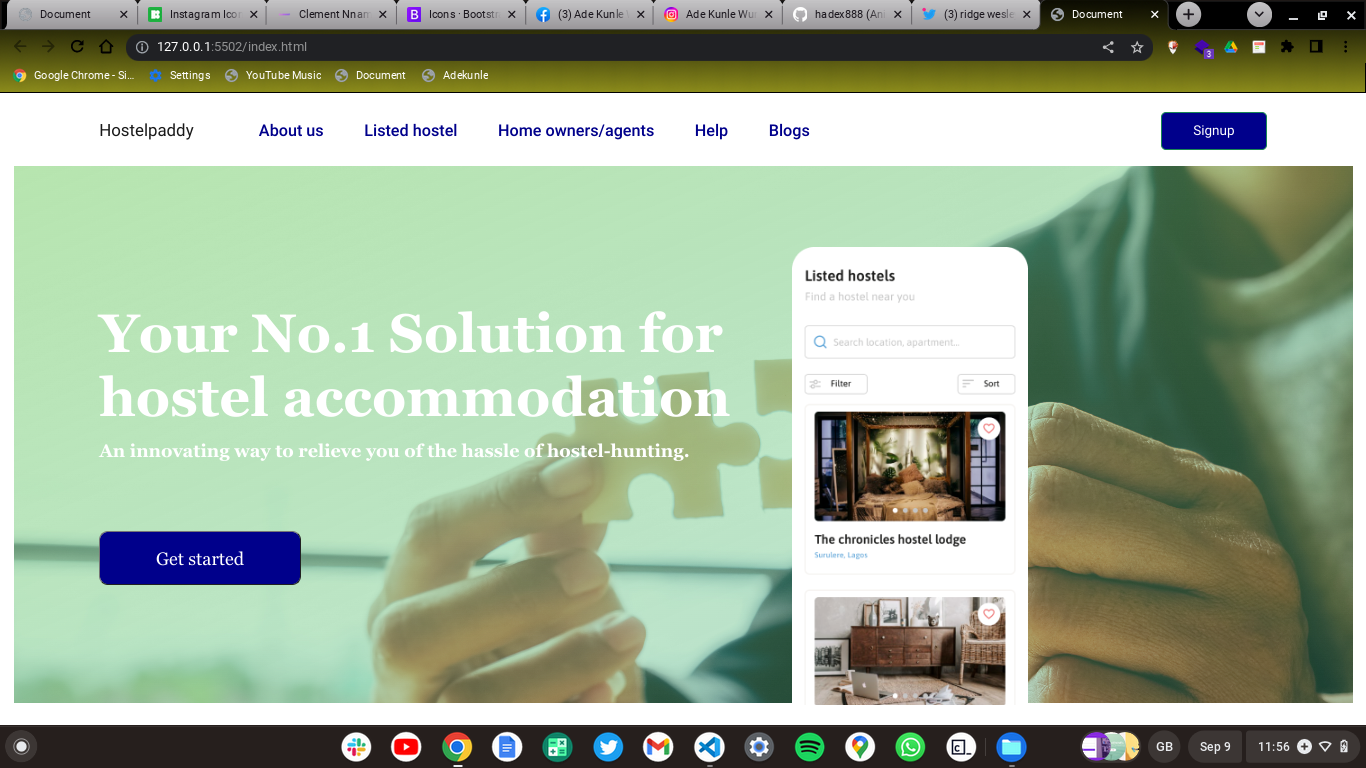 Document
Instagram Icon
Clement Nnam
Icons · Bootstr
(3) Ade Kunle
Ade Kunle Wu
hadex888 (Ani
(3) ridge wesle
Document
127.0.0.1:5502/index.html
3
Google Chrome - Si...
Settings
YouTube Music
Document
Adekunle
Hostelpaddy
About us
Listed hostel
Home owners/agents
Help
Blogs
Signup
Your No.1 Solution for
hostel accommodation
An innovating way to relieve you of the hassle of hostel-hunting.
Get started
Listed hostels
Find a hostel near you
Search location, apartment...
Filter
Sort
The chronicles hostel lodge
Surulere, Lagos
GB
Sep 9
11:56